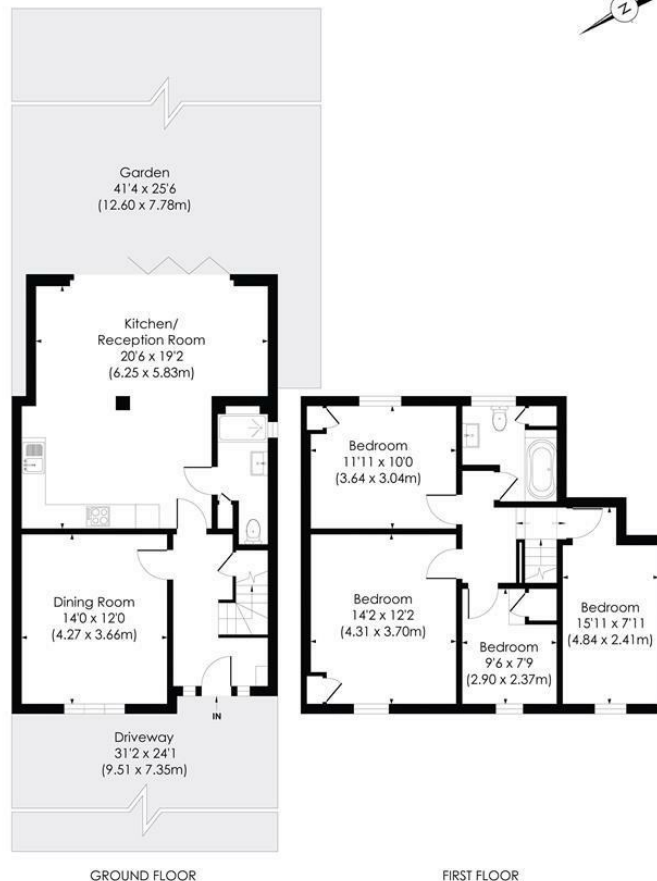 N
Garden
41'4 x 25'6
(12.60 x 7.78m)
Kitchen/
Reception Room
20'6 x 19'2
(6.25 x 5.83m)
Dining Room
14'0 x 12'0
(4.27 x 3.66m)
IN
Driveway
31'2 x 24'1
(9.51 x 7.35m)
GROUND FLOOR
Bedroom
11'11 x 10'0
(3.64 x 3.04m)
Bedroom
14'2 x 12'2
(4.31 x 3.70m)
Bedroom
9'6 x 7'9
(2.90 x 2.37m)
Bedroom
15'11 x 7'11
(4.84 x 2.41m)
FIRST FLOOR